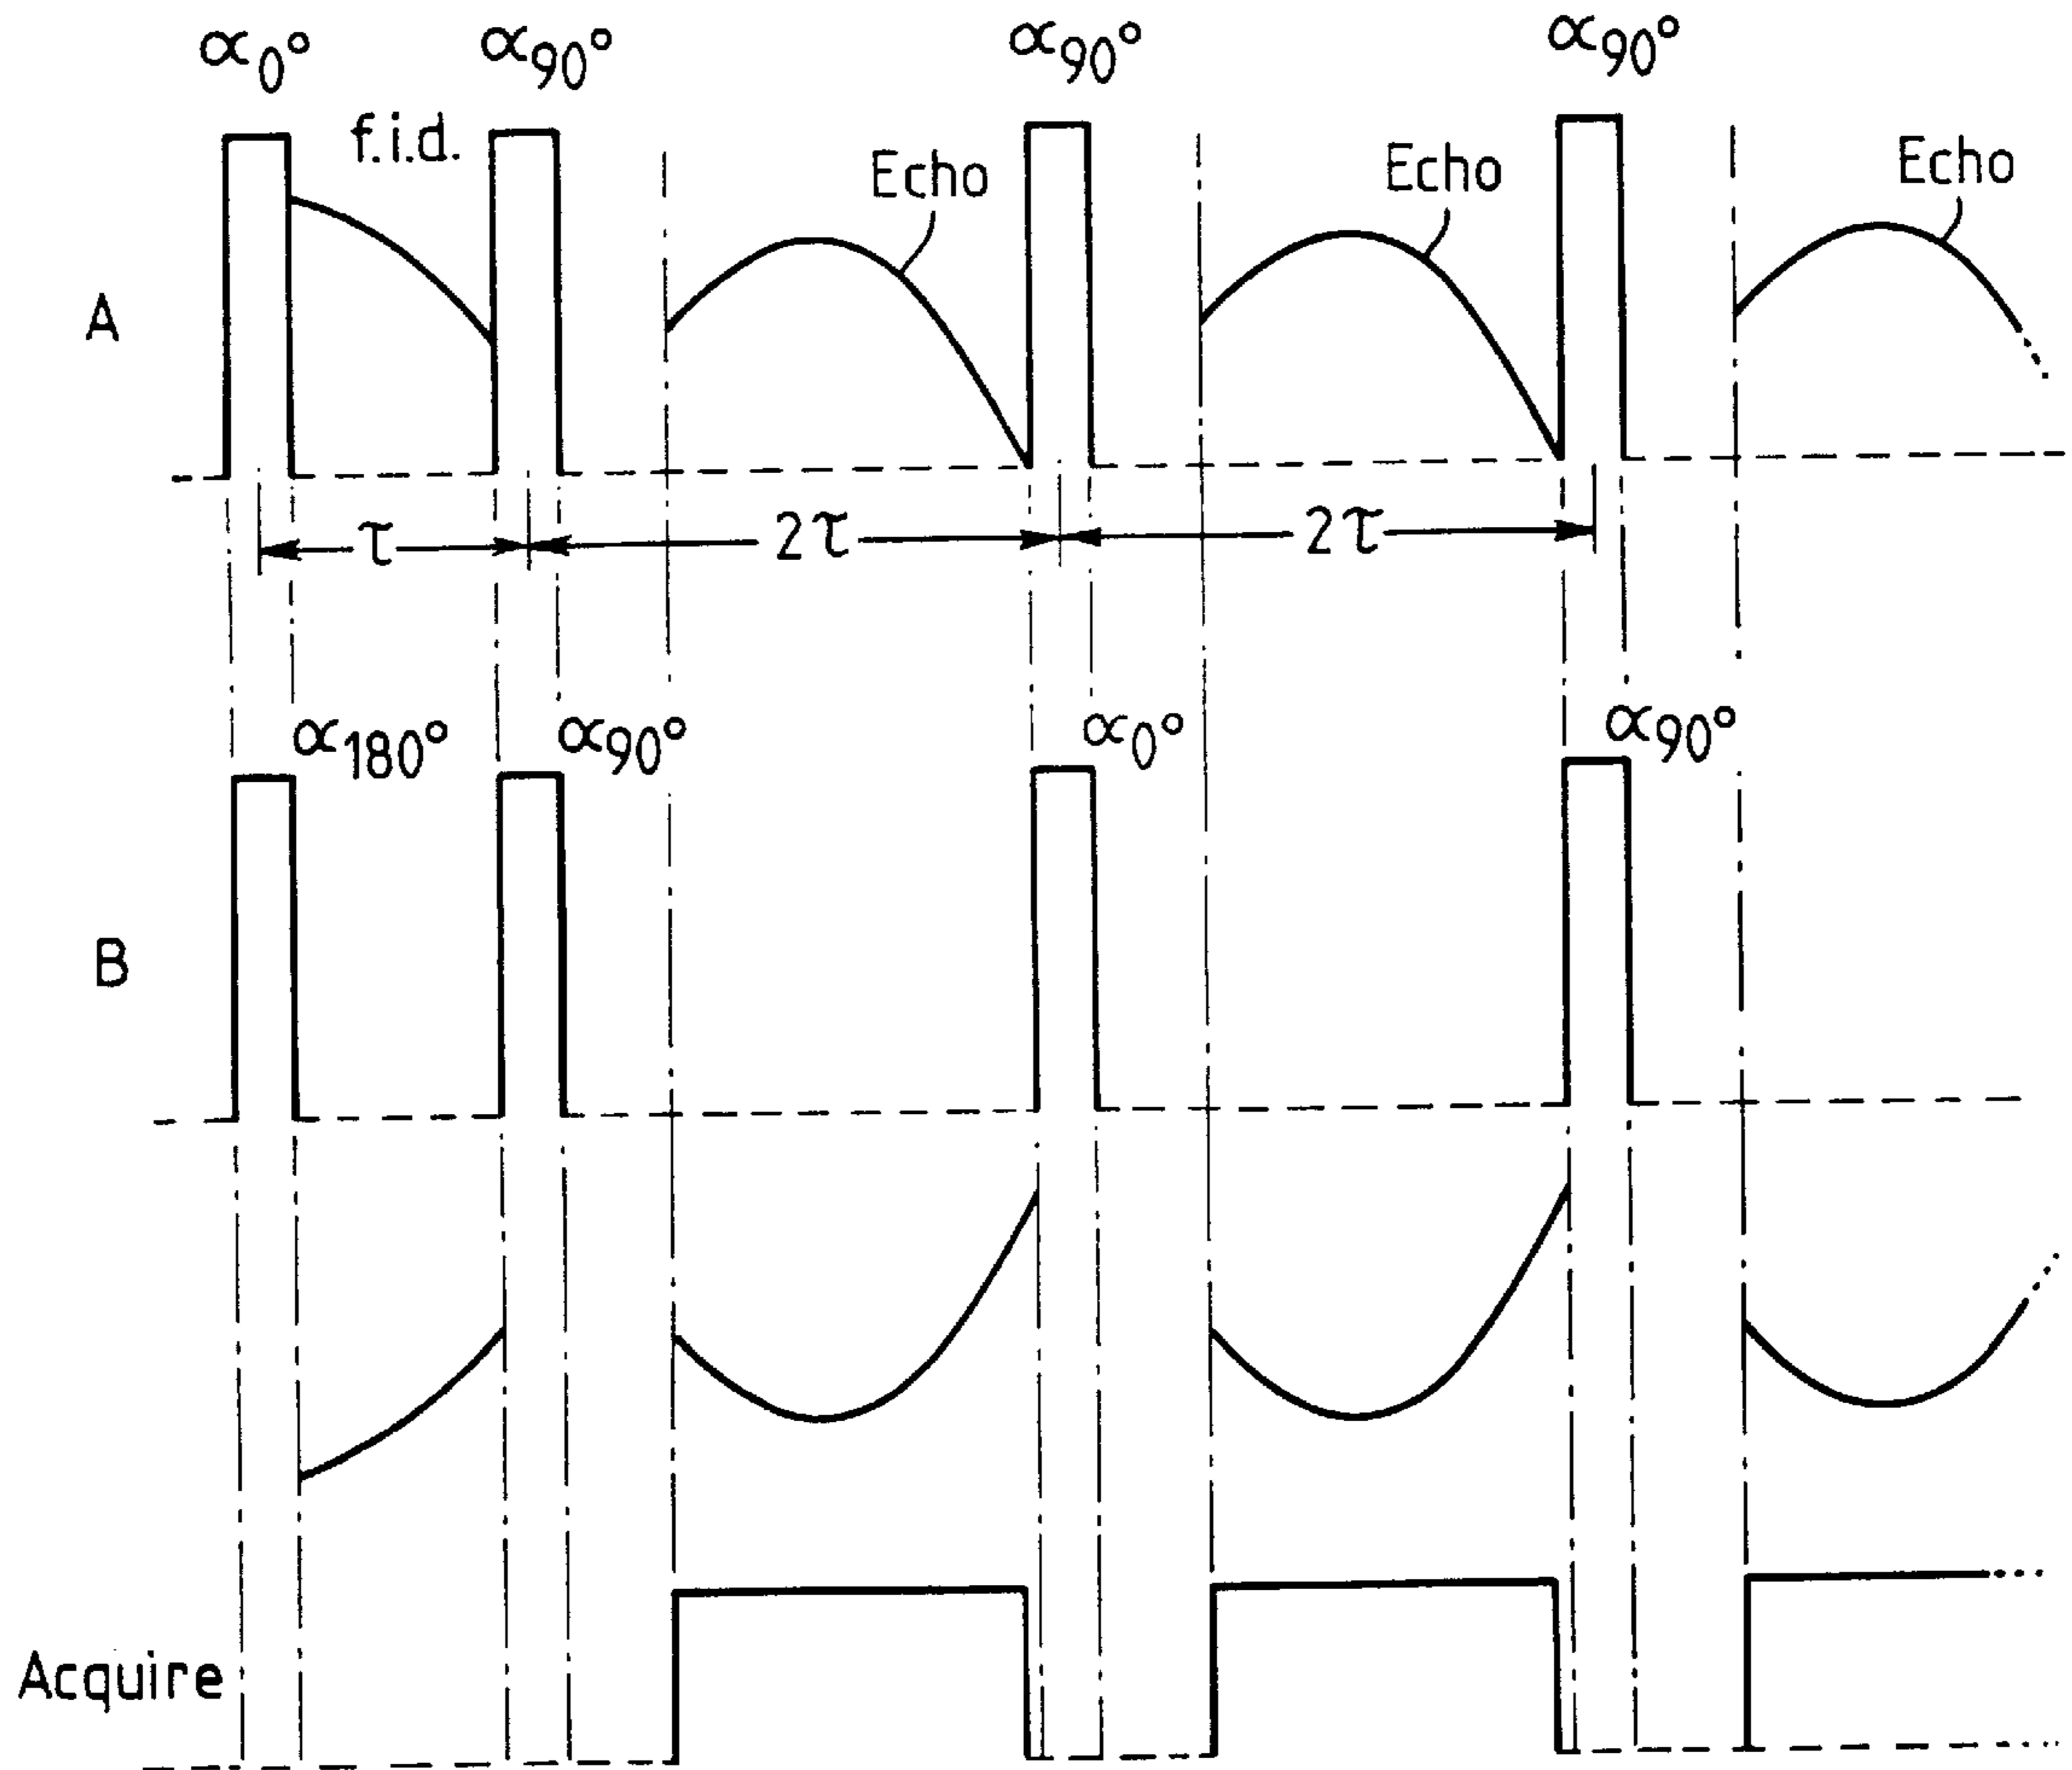 α0° α90° α90° α90°
f.i.d. Echo Echo Echo
A
τ 2τ 2τ
α180° α90° α0° α90°
B
Acquire